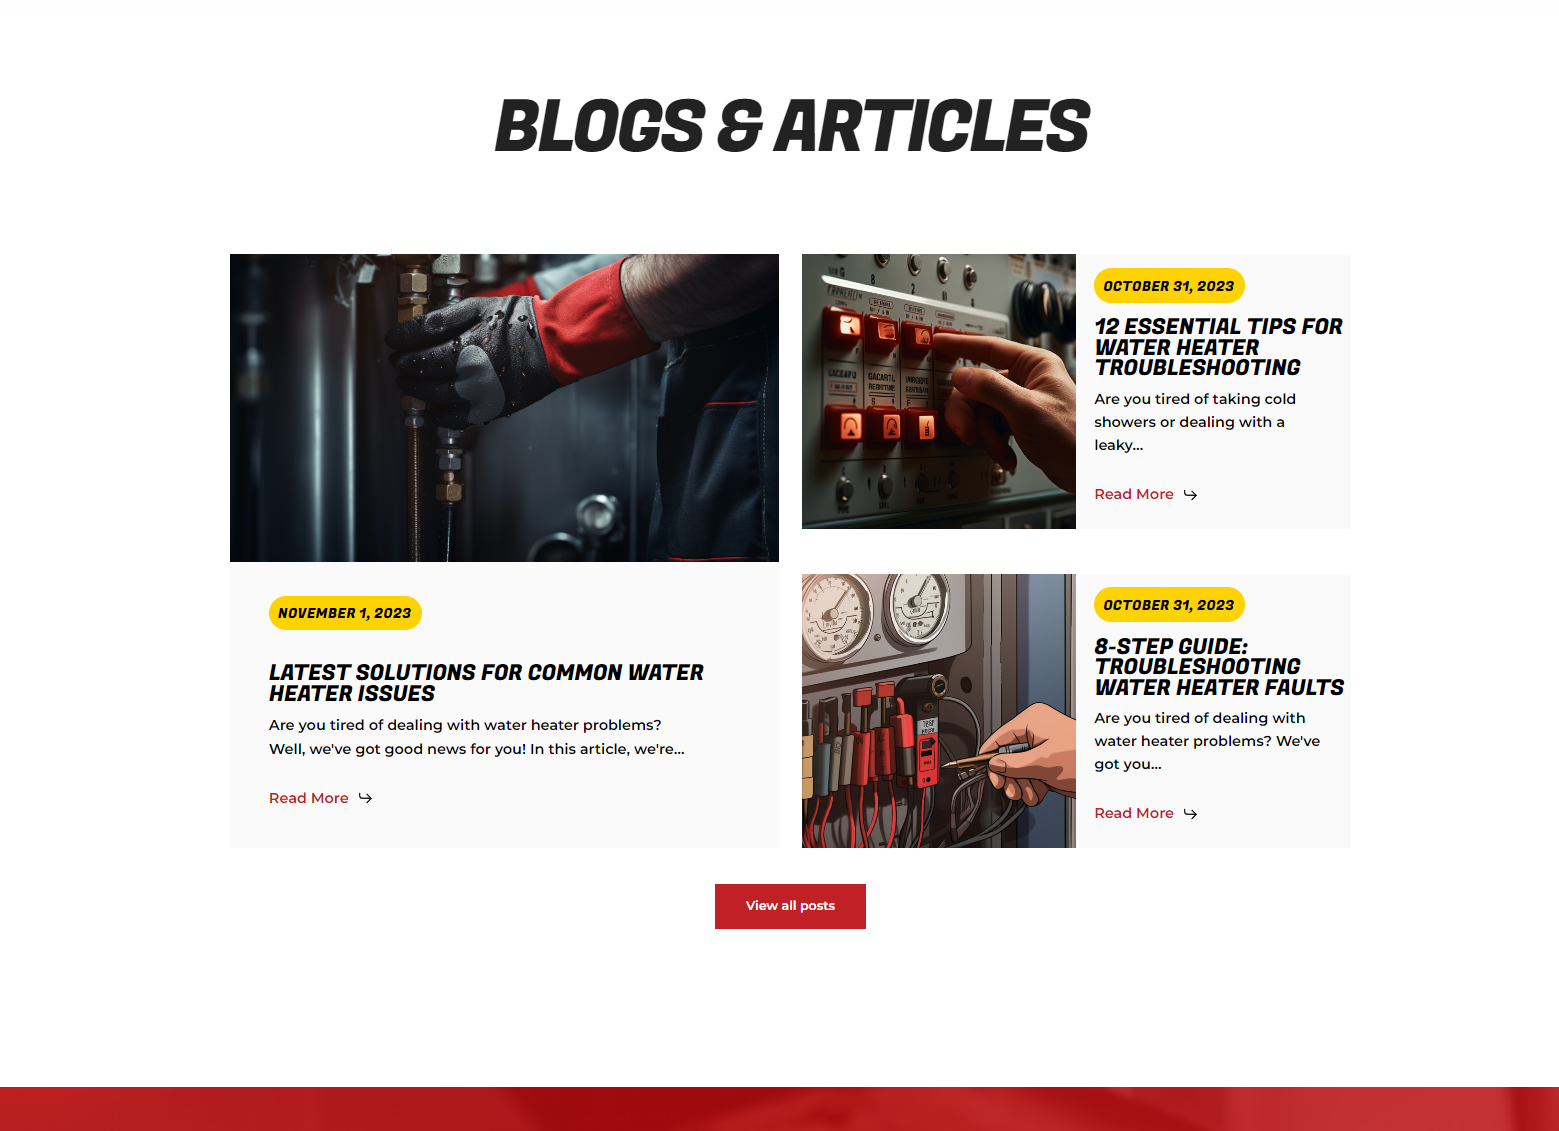 BLOGS & ARTICLES
NOVEMBER 1, 2023
LATEST SOLUTIONS FOR COMMON WATER
HEATER ISSUES
Are you tired of dealing with water heater problems?
Well, we've got good news for you! In this article, we're...
Read More
OCTOBER 31, 2023
12 ESSENTIAL TIPS FOR
WATER HEATER
TROUBLESHOOTING
Are you tired of taking cold
showers or dealing with a
leaky...
Read More
OCTOBER 31, 2023
8-STEP GUIDE:
TROUBLESHOOTING
WATER HEATER FAULTS
Are you tired of dealing with
water heater problems? We've
got you...
Read More
View all posts